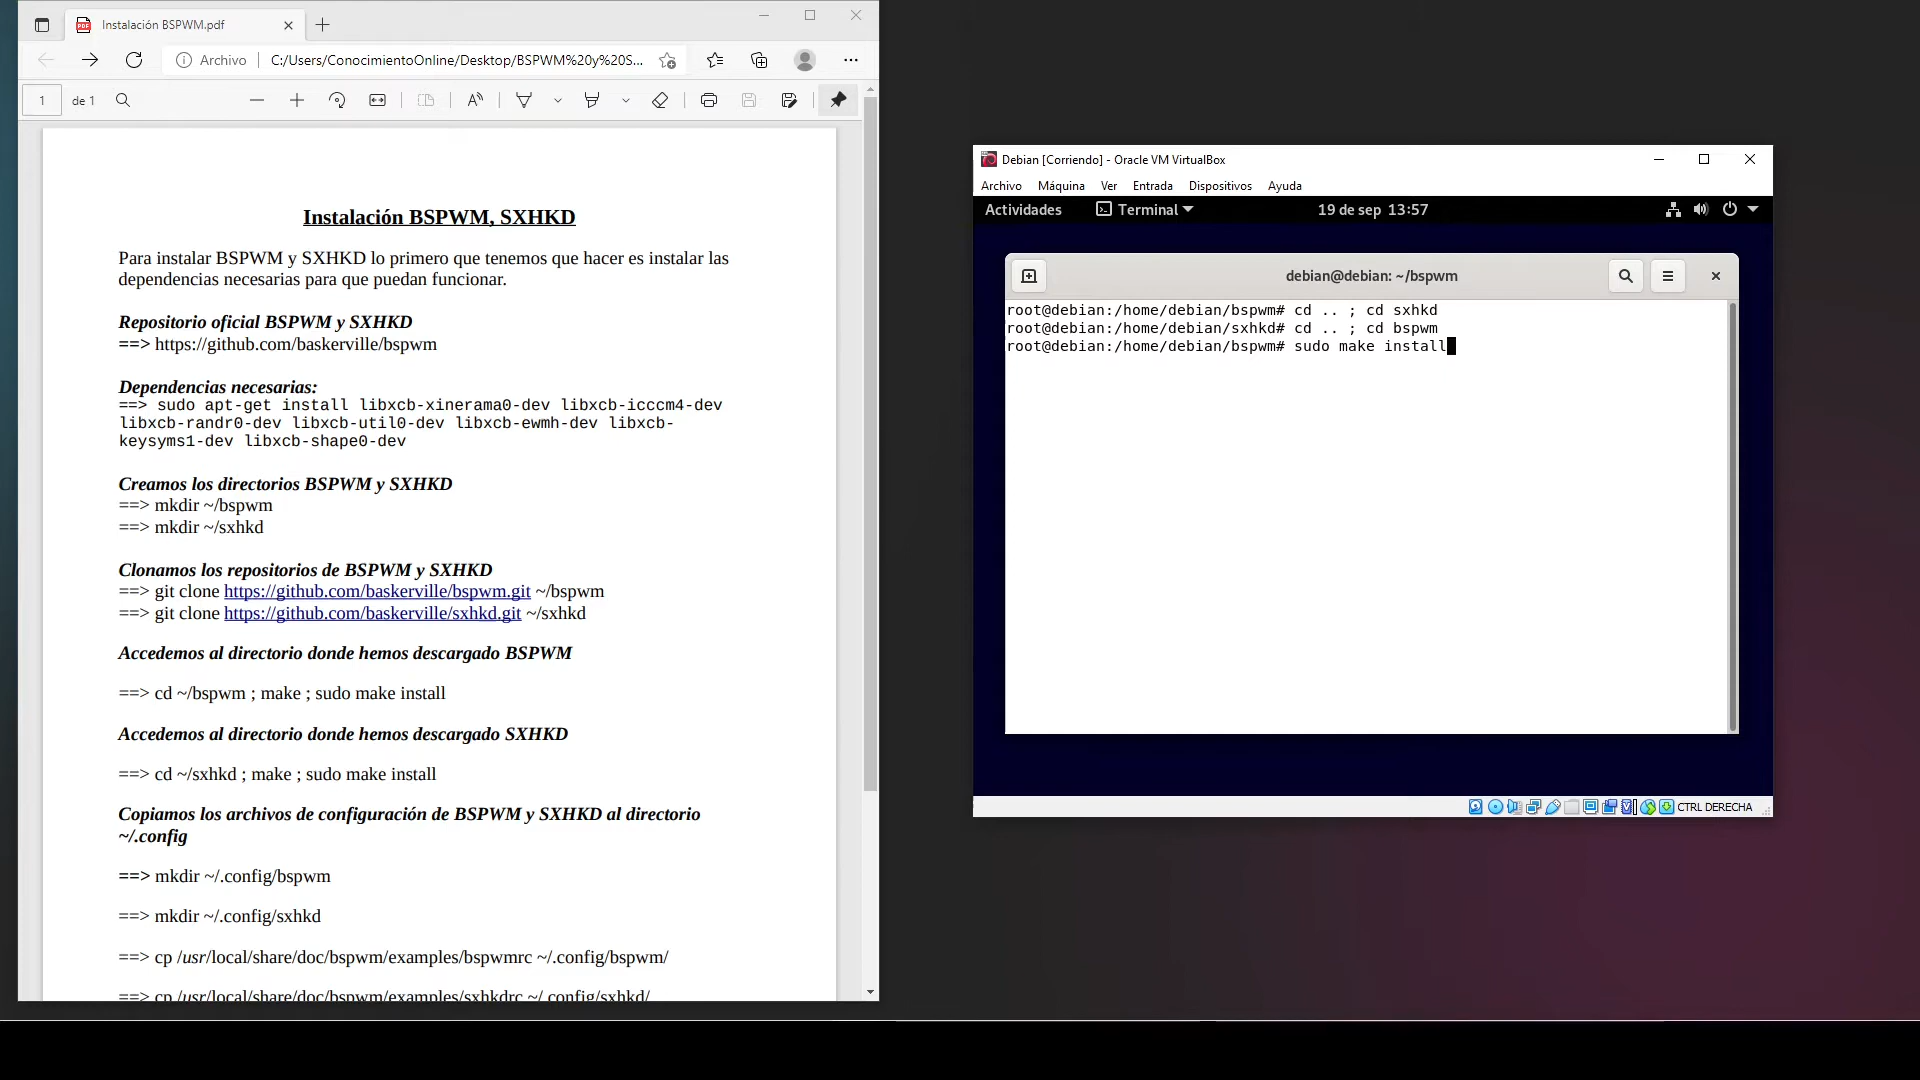 Instalación BSPWM.pdf
Archivo
C:/Users/ConocimientoOnline/Desktop/BSPWM%20y%20S...
1 de 1
Instalación BSPWM, SXHKD
Para instalar BSPWM y SXHKD lo primero que tenemos que hacer es instalar las
dependencias necesarias para que puedan funcionar.
Repositorio oficial BSPWM y SXHKD
==> https://github.com/baskerville/bspwm
Dependencias necesarias:
==> sudo apt-get install libxcb-xinerama0-dev libxcb-icccm4-dev
libxcb-randr0-dev libxcb-util0-dev libxcb-ewmh-dev libxcb-
keysyms1-dev libxcb-shape0-dev
Creamos los directorios BSPWM y SXHKD
==> mkdir ~/bspwm
==> mkdir ~/sxhkd
Clonamos los repositorios de BSPWM y SXHKD
==> git clone https://github.com/baskerville/bspwm.git ~/bspwm
==> git clone https://github.com/baskerville/sxhkd.git ~/sxhkd
Accedemos al directorio donde hemos descargado BSPWM
==> cd ~/bspwm ; make ; sudo make install
Accedemos al directorio donde hemos descargado SXHKD
==> cd ~/sxhkd ; make ; sudo make install
Copiamos los archivos de configuración de BSPWM y SXHKD al directorio
~/.config
==> mkdir ~/.config/bspwm
==> mkdir ~/.config/sxhkd
==> cp /usr/local/share/doc/bspwm/examples/bspwmrc ~/.config/bspwm/
==> cp /usr/local/share/doc/bspwm/examples/sxhkdrc ~/.config/sxhkd/
Debian [Corriendo] - Oracle VM VirtualBox
Archivo Máquina Ver Entrada Dispositivos Ayuda
Actividades Terminal 19 de sep 13:57
debian@debian: ~/bspwm
root@debian:/home/debian/bspwm# cd .. ; cd sxhkd
root@debian:/home/debian/sxhkd# cd .. ; cd bspwm
root@debian:/home/debian/bspwm# sudo make install
CTRL DERECHA